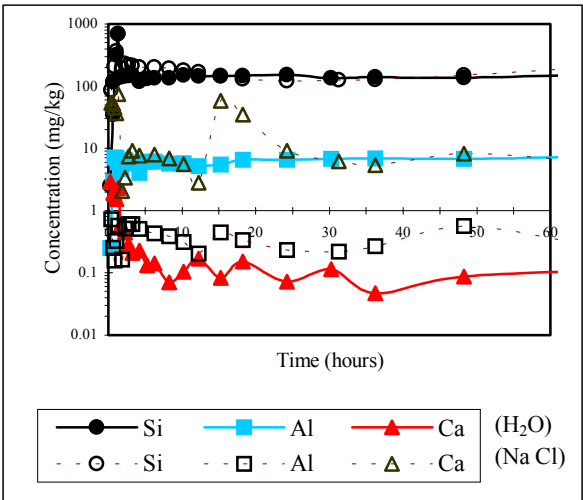 1000
100
10
1
0.1
0.01
Concentration (mg/kg)
0 10 20 30 40 50 60
Time (hours)
Si Al Ca (H₂O)
Si Al Ca (Na Cl)